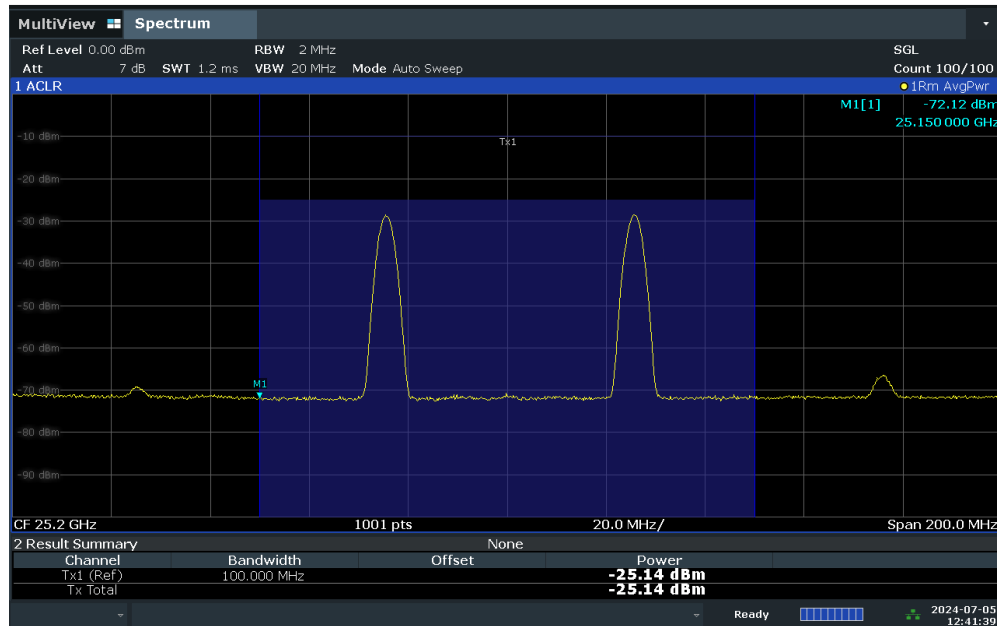 MultiView Spectrum
Ref Level 0.00 dBm RBW 2 MHz SGL
Att 7 dB SWT 1.2 ms VBW 20 MHz Mode Auto Sweep Count 100/100
1 ACLR 1Rm AvgPwr
M1[1] -72.12 dBm
25.150 000 GHz
-10 dBm
Tx1
-20 dBm
-30 dBm
-40 dBm
-50 dBm
-60 dBm
M1
-70 dBm
-80 dBm
-90 dBm
CF 25.2 GHz 1001 pts 20.0 MHz/ Span 200.0 MHz
2 Result Summary None
Channel Bandwidth Offset Power
Tx1 (Ref) 100.000 MHz -25.14 dBm
Tx Total -25.14 dBm
Ready 2024-07-05
12:41:39